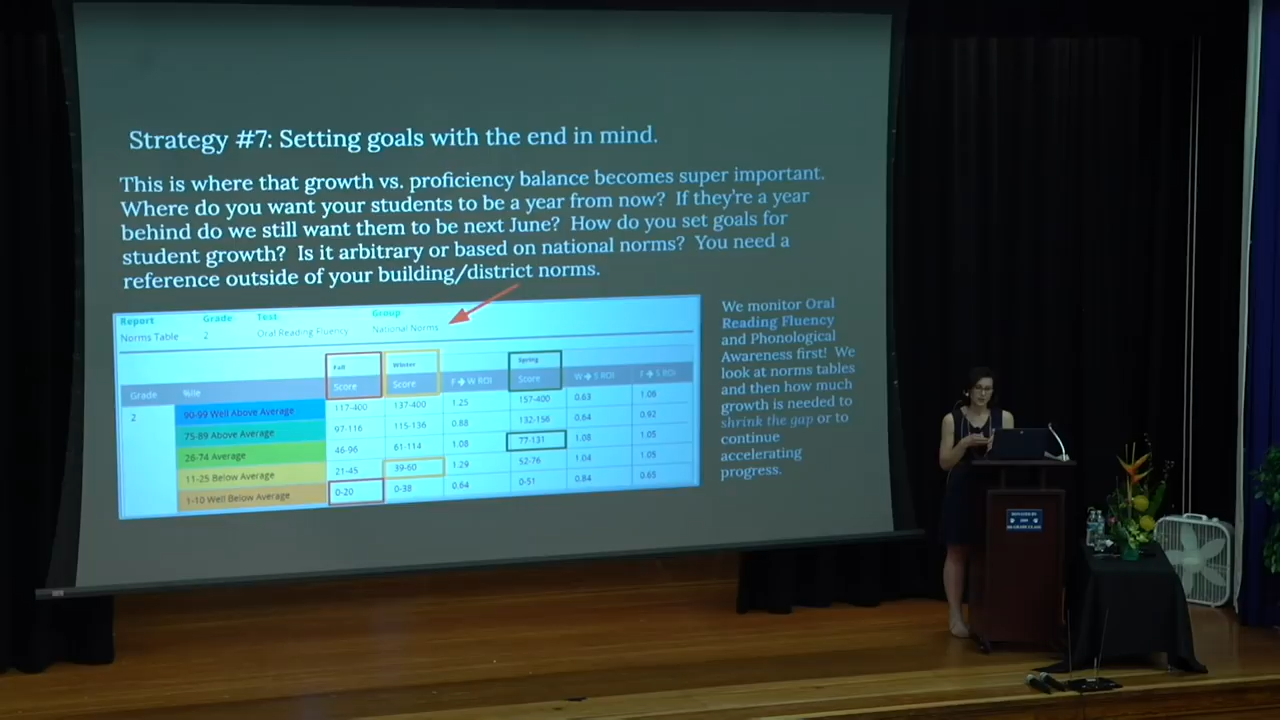 Strategy #7: Setting goals with the end in mind.
This is where that growth vs. proficiency balance becomes super important.
Where do you want your students to be a year from now? If they're a year
behind do we still want them to be next June? How do you set goals for
student growth? Is it arbitrary or based on national norms? You need a
reference outside of your building/district norms.
We monitor Oral
Reading Fluency
and Phonological
Awareness first! We
look at norms tables
and then how much
growth is needed to
shrink the gap or to
continue
accelerating
progress.
Report Grade Test Group
Norms Table 2 Oral Reading Fluency National Norms
Fall Winter Spring
Grade %ile Score Score F→W ROI Score W→S ROI F→S ROI
2 90-99 Well Above Average 117-400 137-400 1.25 157-400 0.63 1.06
75-89 Above Average 97-116 115-136 0.88 132-156 0.64 0.92
26-74 Average 46-96 61-114 1.08 77-131 1.08 1.05
11-25 Below Average 21-45 39-60 1.29 52-76 1.04 1.05
1-10 Well Below Average 0-20 0-38 0.64 0-51 0.84 0.65
DONATED BY